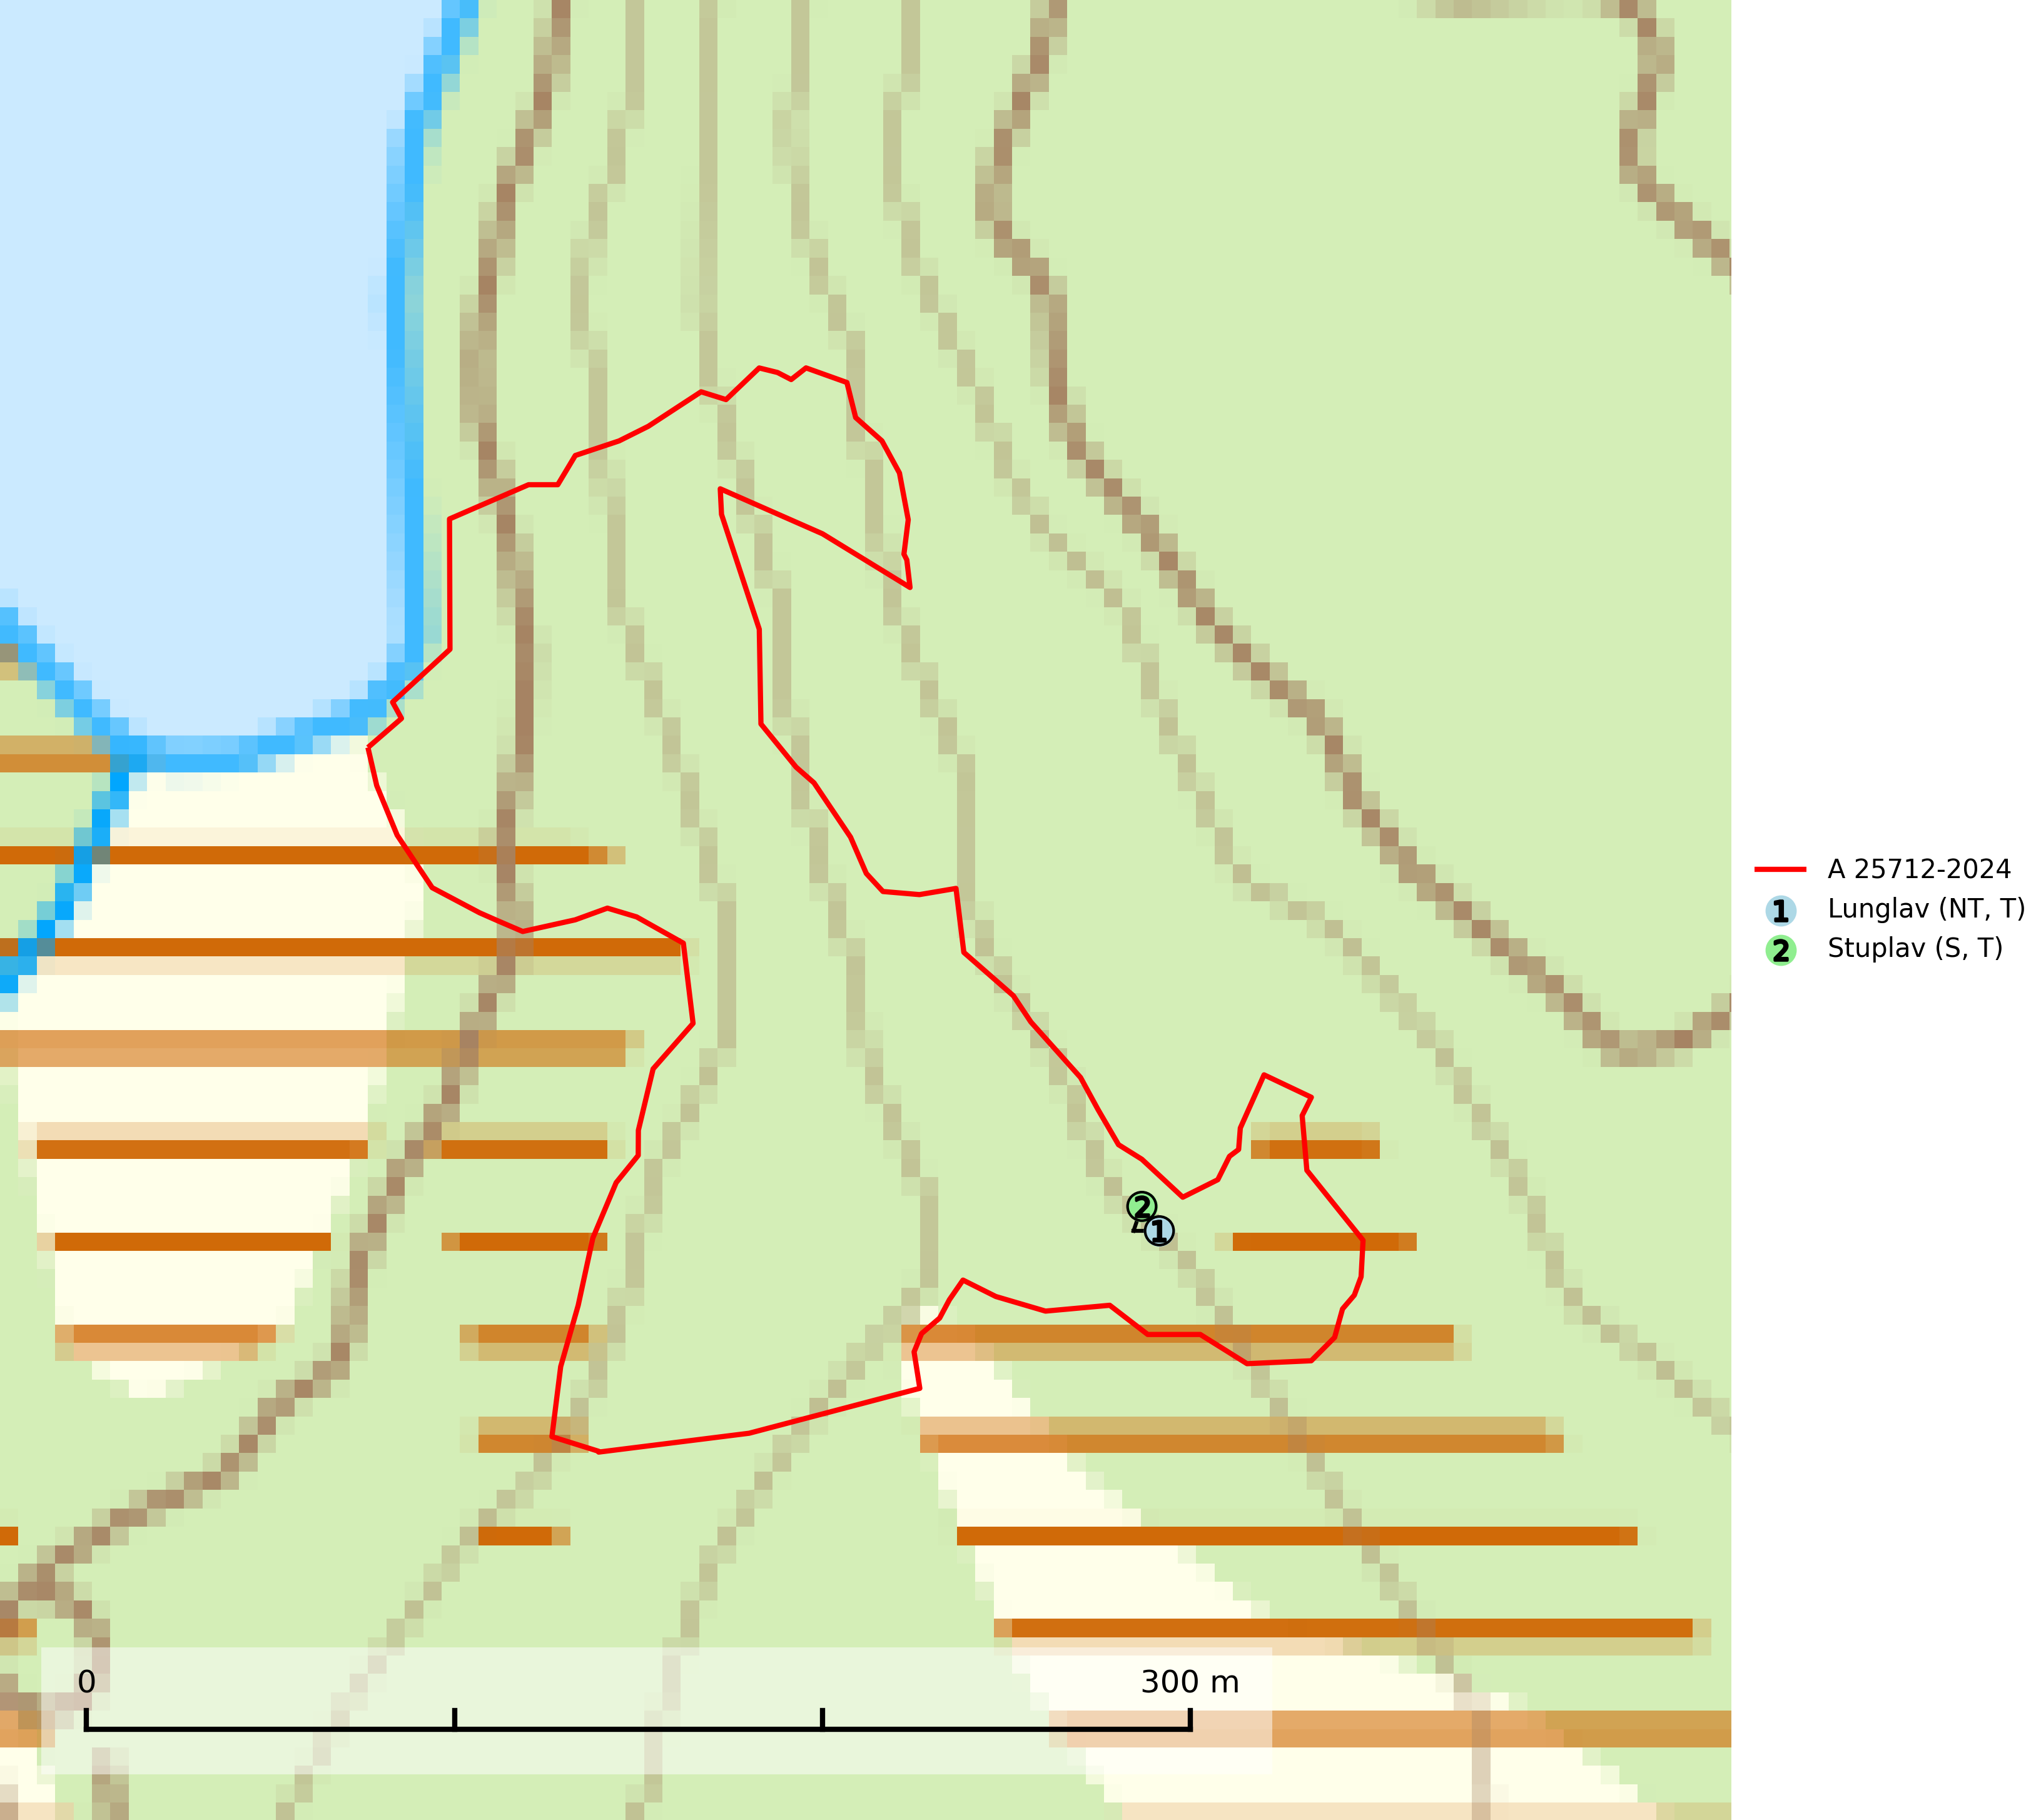 A 25712-2024
1 Lunglav (NT, T)
2 Stuplav (S, T)
2
1
0 300 m